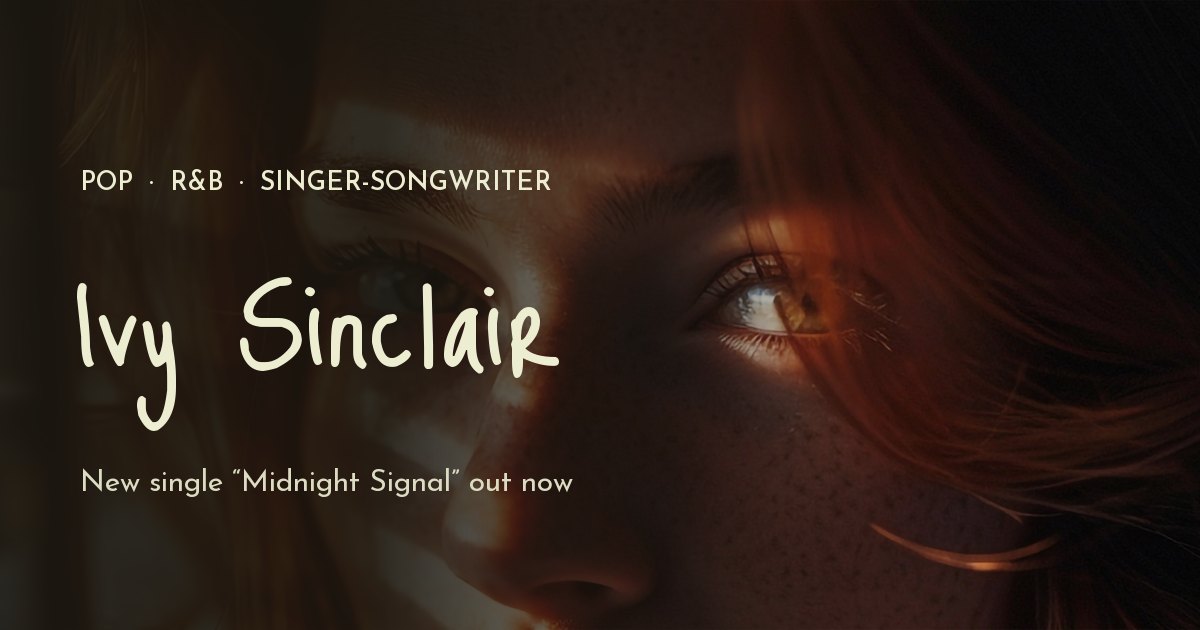 POP · R&B · SINGER-SONGWRITER
Ivy Sinclair
New single “Midnight Signal” out now